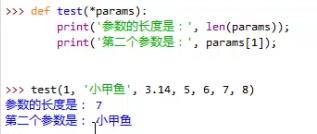 >>> def test(*params):
print('参数的长度是：', len(params));
print('第二个参数是：', params[1]);
>>> test(1, '小甲鱼', 3.14, 5, 6, 7, 8)
参数的长度是： 7
第二个参数是： 小甲鱼